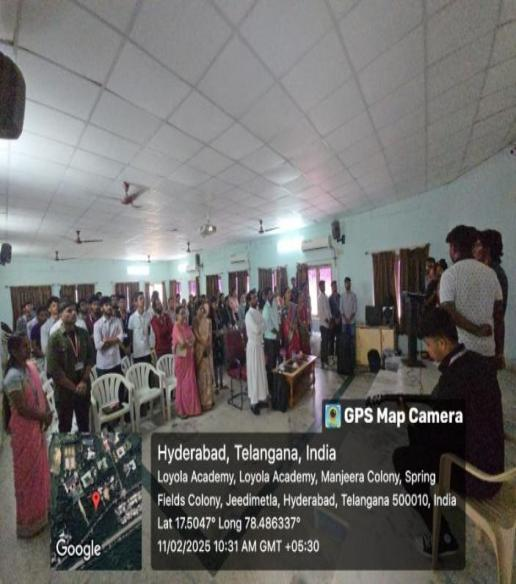 GPS Map Camera
Hyderabad, Telangana, India
Loyola Academy, Loyola Academy, Manjeera Colony, Spring
Fields Colony, Jeedimetla, Hyderabad, Telangana 500010, India
Lat 17.5047° Long 78.486337°
11/02/2025 10:31 AM GMT +05:30
Google